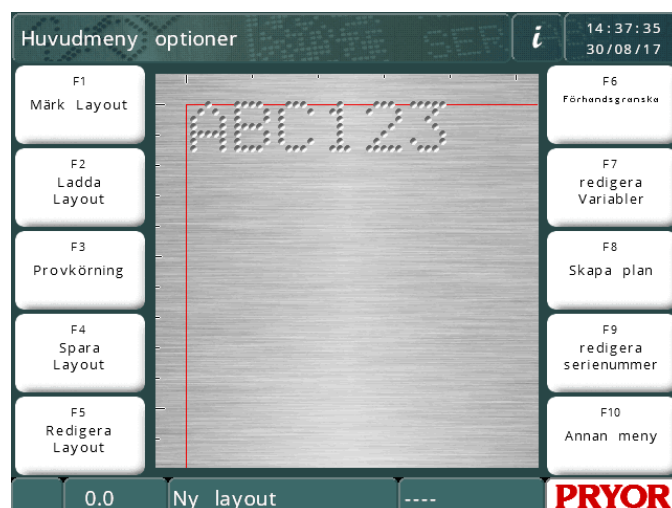 Huvudmeny optioner
i
14:37:35
30/08/17
F1
Märk Layout
F2
Ladda
Layout
F3
Provkörning
F4
Spara
Layout
F5
Redigera
Layout
ABC123
F6
Förhandsgranska
F7
redigera
Variabler
F8
Skapa plan
F9
redigera
serienummer
F10
Annan meny
0.0
Ny layout
----
PRYOR